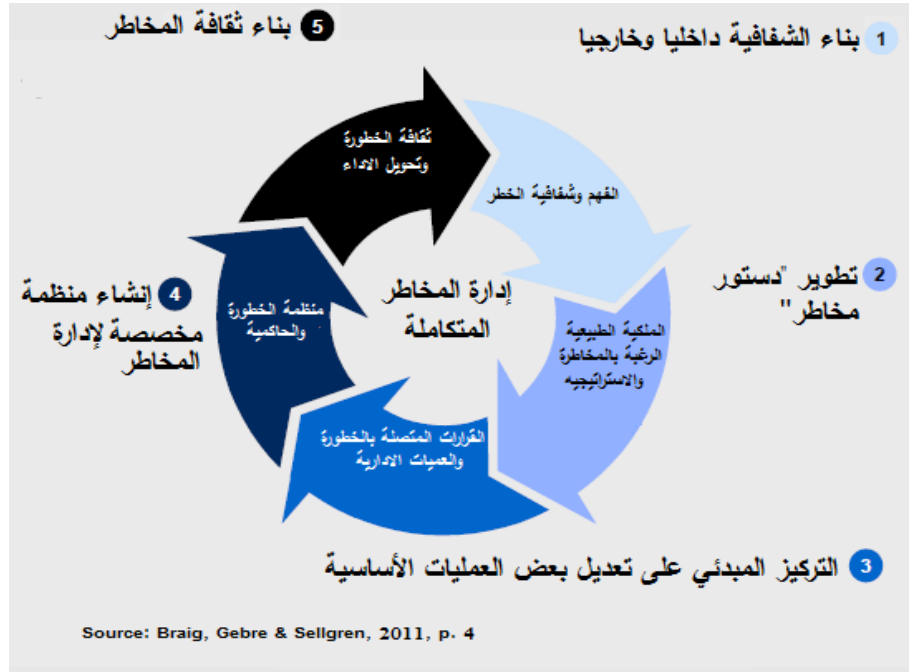 5 بناء ثقافة المخاطر
1 بناء الشفافية داخليا وخارجيا
ثقافة الخطورة
وتحويل الاداء
الفهم وشفافية الخطر
2 تطوير "دستور
مخاطر"
الملكية الطبيعية
الرغبة بالمخاطرة
والاستراتيجيه
إدارة المخاطر
المتكاملة
4 إنشاء منظمة
مخصصة لإدارة
المخاطر
منظمة الخطورة
والحاكمية
القرارات المتصلة بالخطورة
والعميات الادارية
3 التركيز المبدئي على تعديل بعض العمليات الأساسية
Source: Braig, Gebre & Sellgren, 2011, p. 4